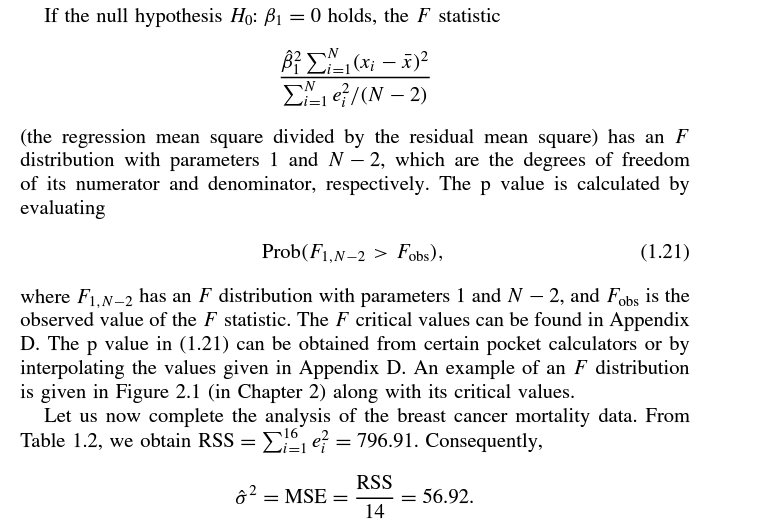 If the null hypothesis H₀: β₁ = 0 holds, the F statistic
β̂₁² ∑ᵢ₌₁ᴺ (xᵢ − x̄)²
∑ᵢ₌₁ᴺ eᵢ²/(N − 2)
(the regression mean square divided by the residual mean square) has an F
distribution with parameters 1 and N − 2, which are the degrees of freedom
of its numerator and denominator, respectively. The p value is calculated by
evaluating
Prob(F₁,N₋₂ > Fobs), (1.21)
where F₁,N₋₂ has an F distribution with parameters 1 and N − 2, and Fobs is the
observed value of the F statistic. The F critical values can be found in Appendix
D. The p value in (1.21) can be obtained from certain pocket calculators or by
interpolating the values given in Appendix D. An example of an F distribution
is given in Figure 2.1 (in Chapter 2) along with its critical values.
Let us now complete the analysis of the breast cancer mortality data. From
Table 1.2, we obtain RSS = ∑ᵢ₌₁¹⁶ eᵢ² = 796.91. Consequently,
σ̂² = MSE = RSS/14 = 56.92.